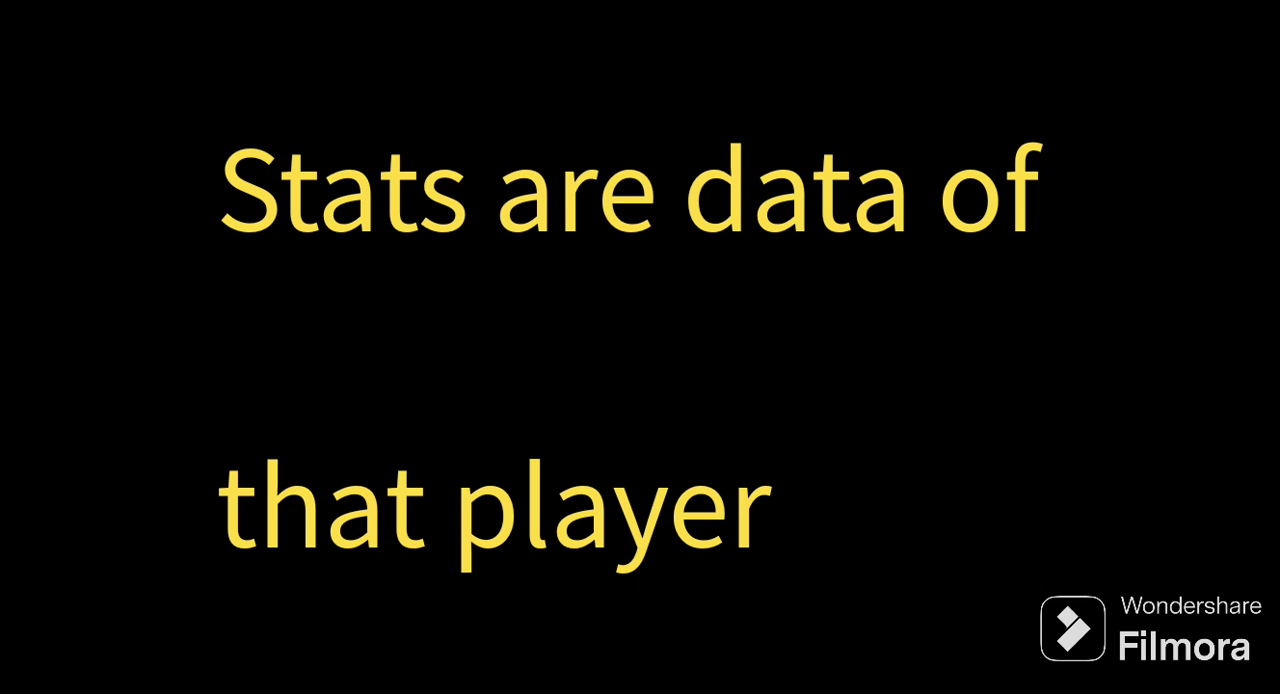 Stats are data of
that player
Wondershare
Filmora